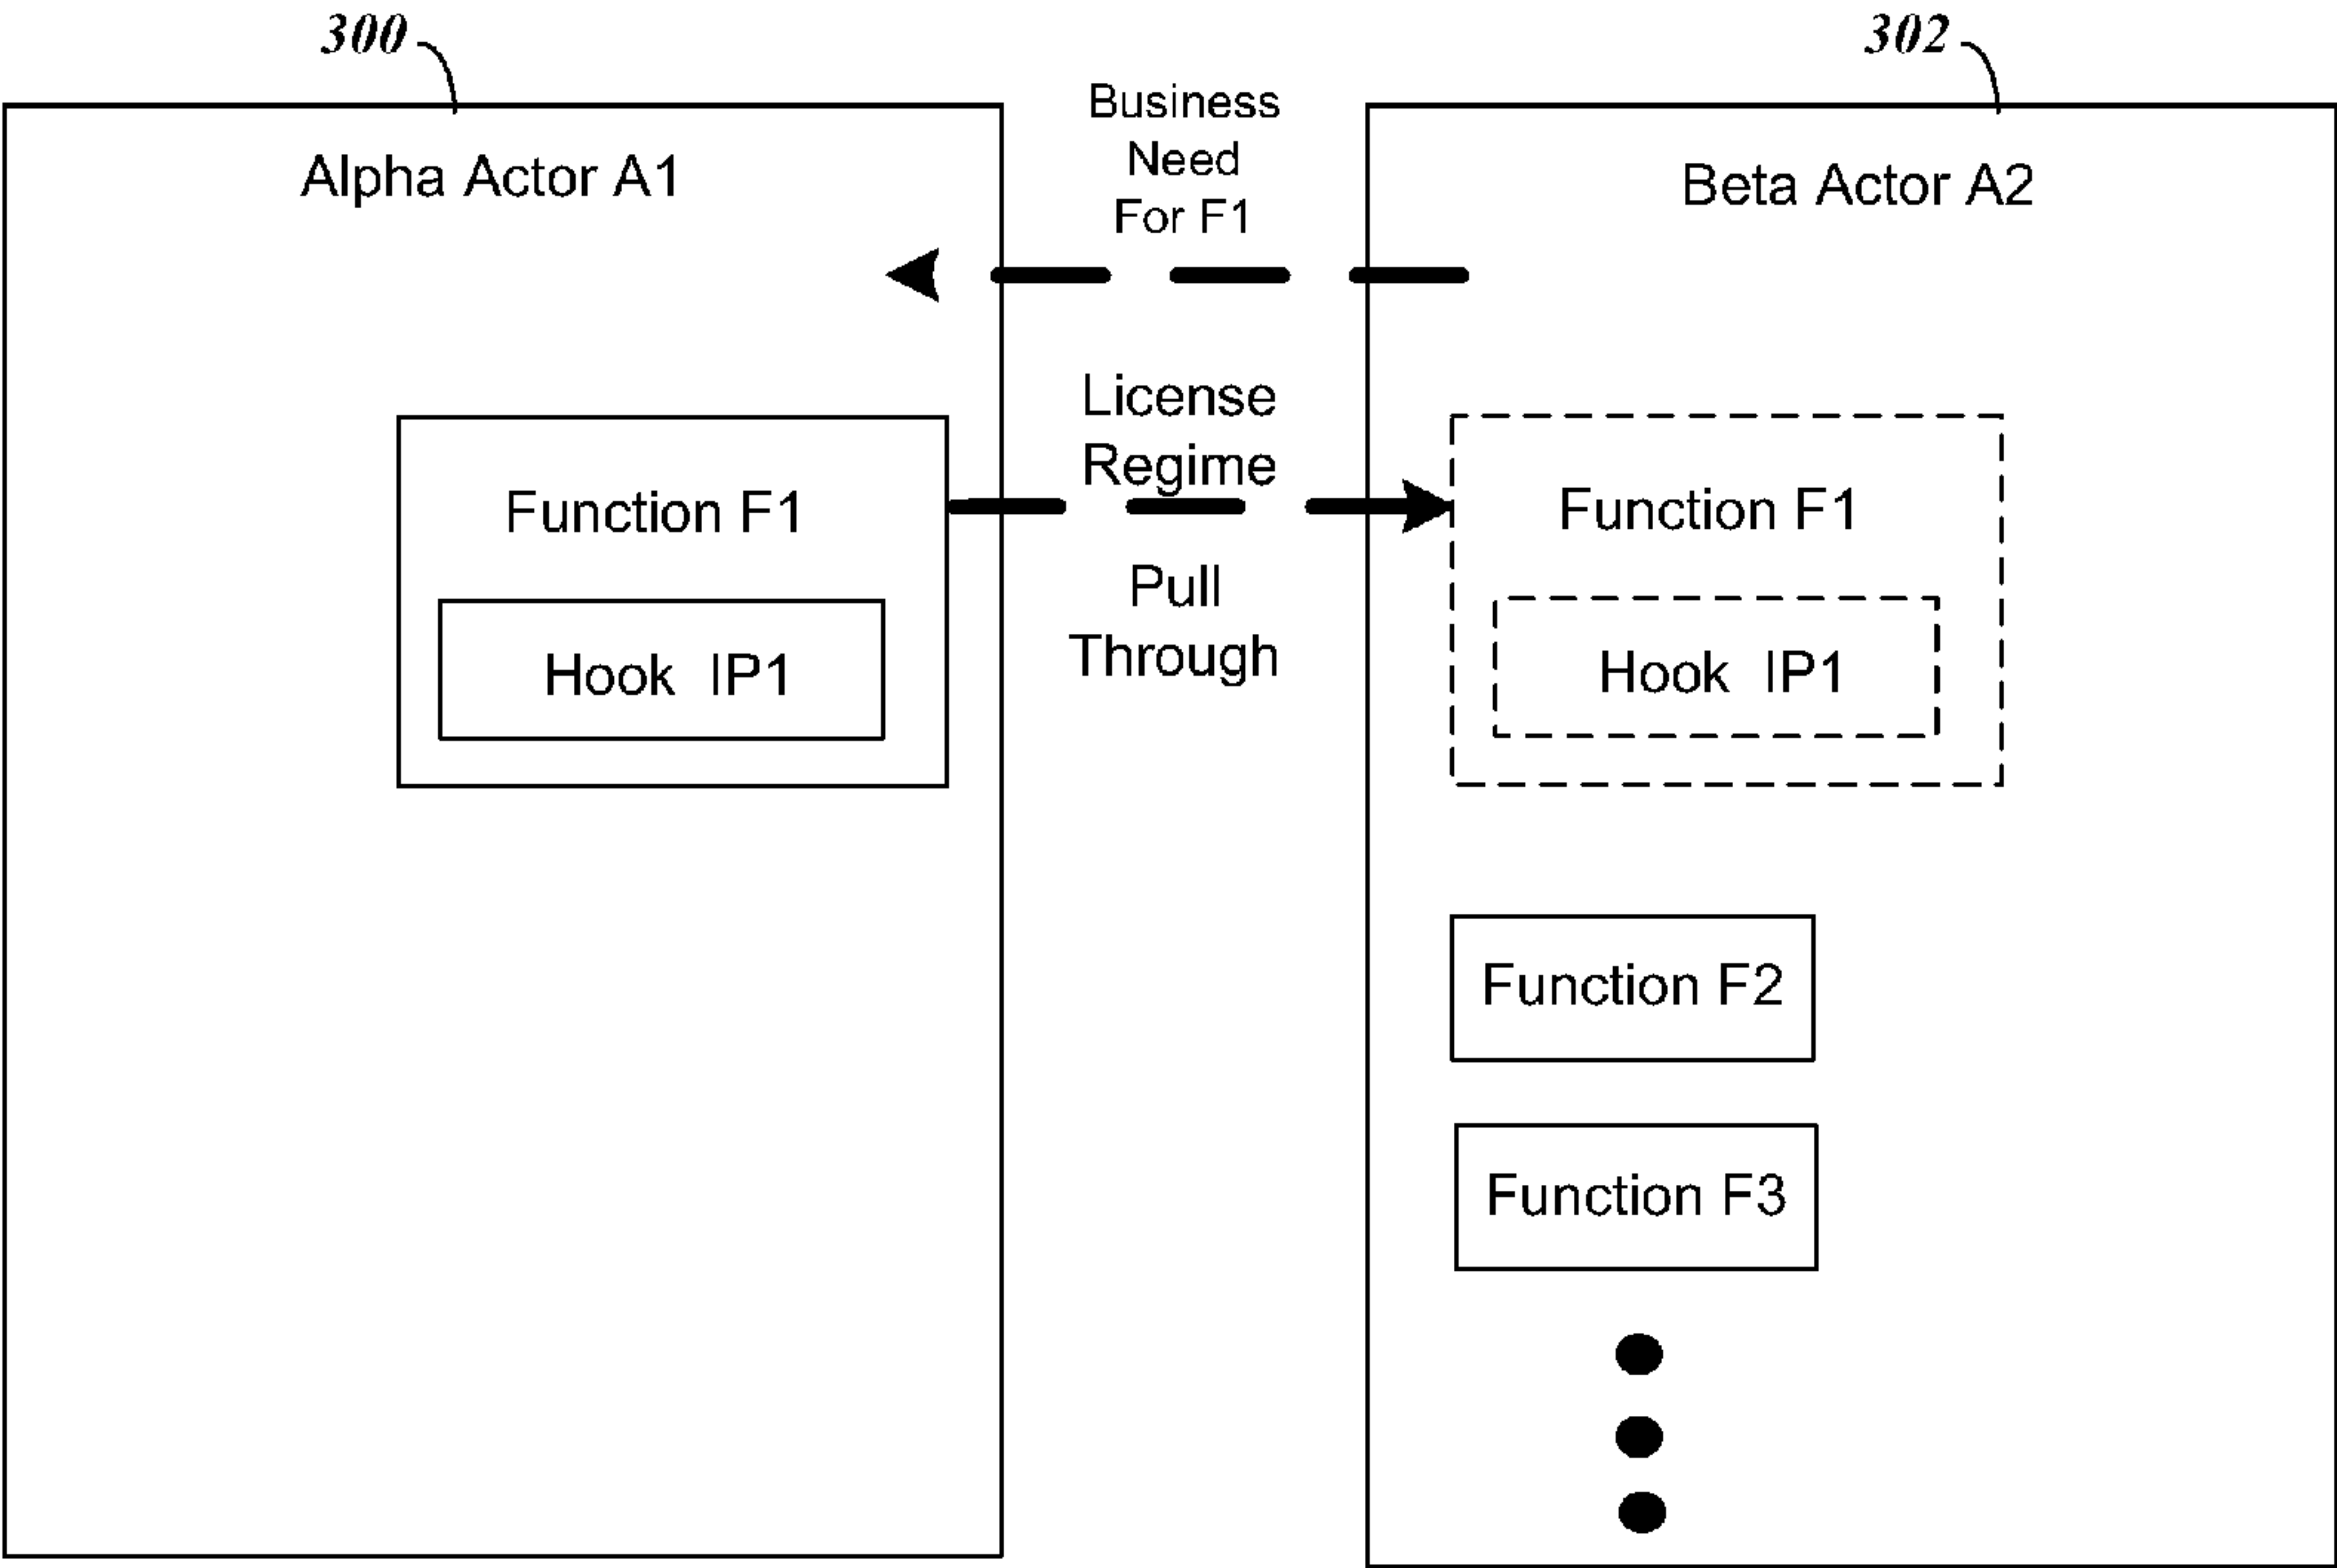 300
302
Alpha Actor A1
Business
Need
For F1
Beta Actor A2
License
Regime
Function F1
Hook IP1
Pull
Through
Function F1
Hook IP1
Function F2
Function F3